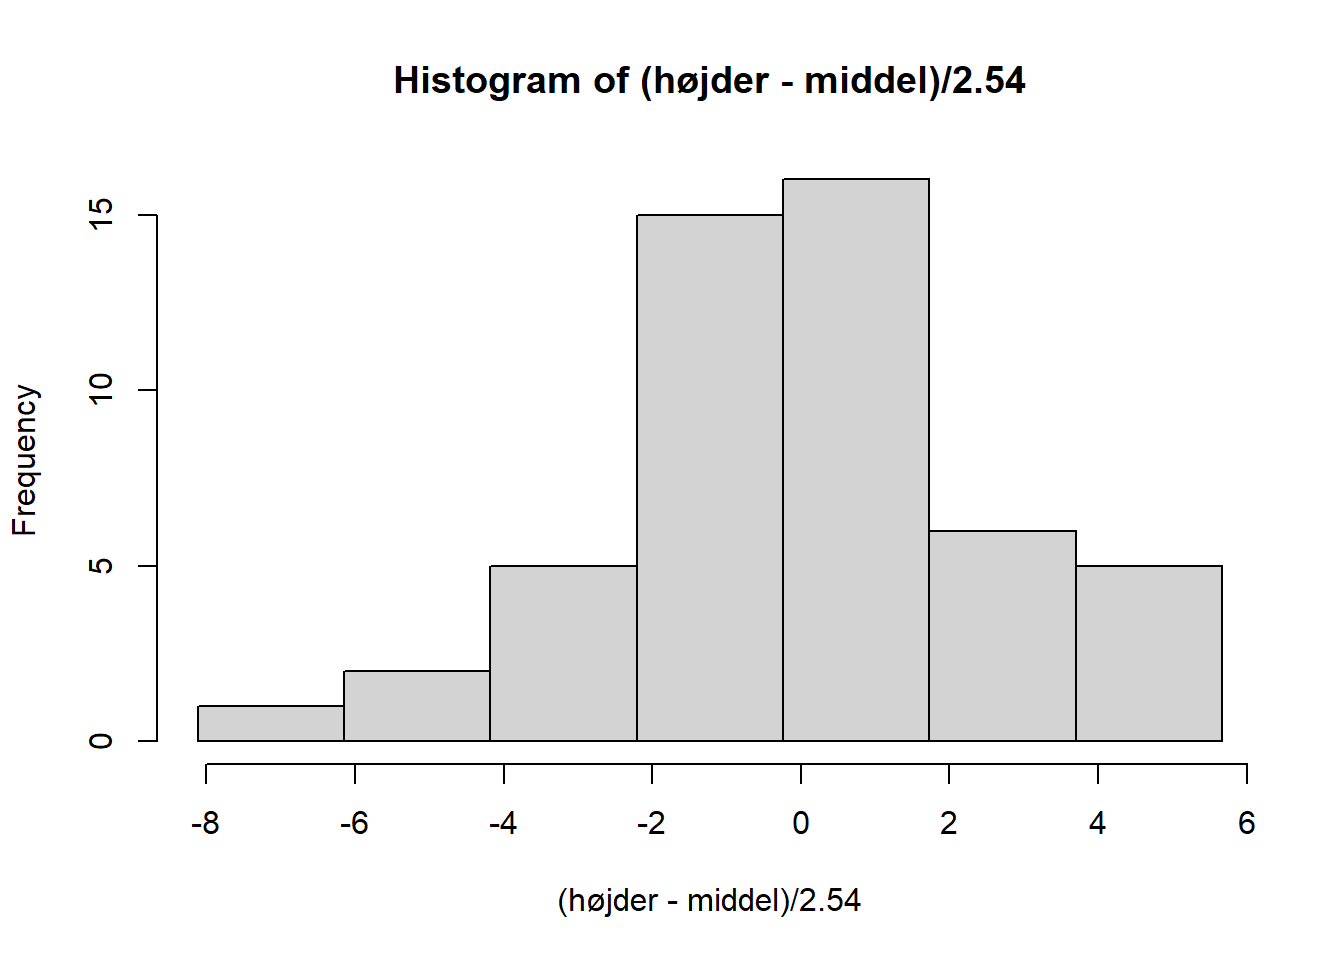 Histogram of (højder - middel)/2.54
Frequency
15
10
5
0
-8 -6 -4 -2 0 2 4 6
(højder - middel)/2.54